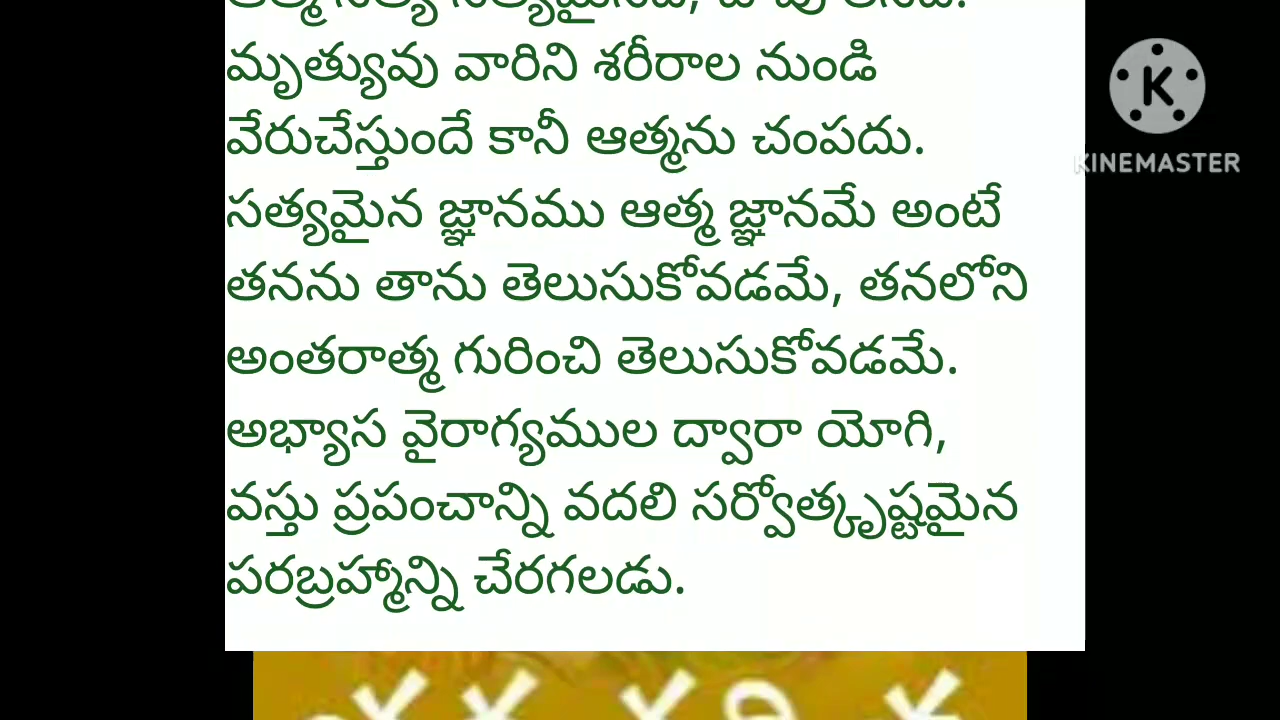 మృత్యువు వారిని శరీరాల నుండి
వేరుచేస్తుందే కానీ ఆత్మను చంపదు.
సత్యమైన జ్ఞానము ఆత్మ జ్ఞానమే అంటే
తనను తాను తెలుసుకోవడమే, తనలోని
అంతరాత్మ గురించి తెలుసుకోవడమే.
అభ్యాస వైరాగ్యముల ద్వారా యోగి,
వస్తు ప్రపంచాన్ని వదలి సర్వోత్కృష్టమైన
పరబ్రహ్మాన్ని చేరగలడు.
KINEMASTER